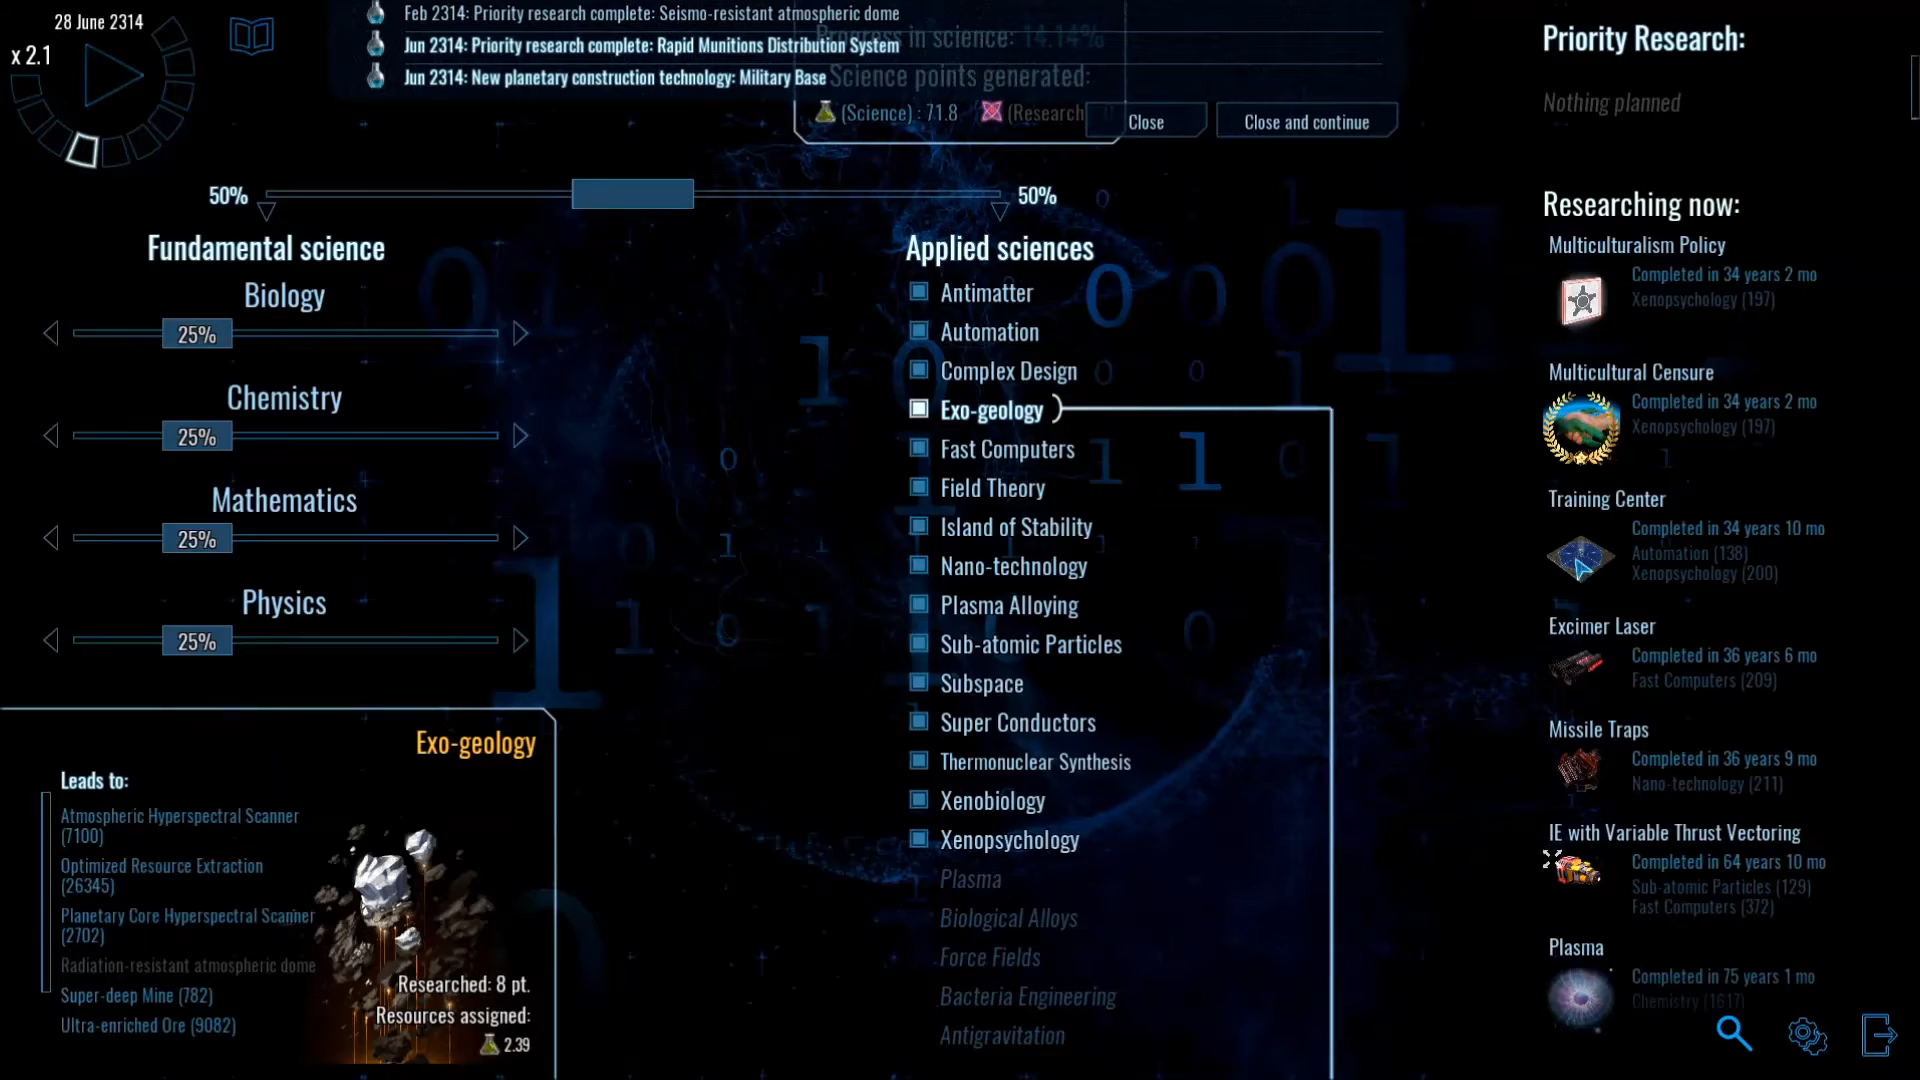 28 June 2314
x 2.1
Feb 2314: Priority research complete: Seismo-resistant atmospheric dome
Jun 2314: Priority research complete: Rapid Munitions Distribution System
Jun 2314: New planetary construction technology: Military Base
Progress in science: 14.14%
Science points generated:
(Science) : 71.8 (Research
Close
Close and continue
50%
50%
Fundamental science
Biology
25%
Chemistry
25%
Mathematics
25%
Physics
25%
Applied sciences
Antimatter
Automation
Complex Design
Exo-geology
Fast Computers
Field Theory
Island of Stability
Nano-technology
Plasma Alloying
Sub-atomic Particles
Subspace
Super Conductors
Thermonuclear Synthesis
Xenobiology
Xenopsychology
Plasma
Biological Alloys
Force Fields
Bacteria Engineering
Antigravitation
Exo-geology
Leads to:
Atmospheric Hyperspectral Scanner
(7100)
Optimized Resource Extraction
(26345)
Planetary Core Hyperspectral Scanner
(2702)
Radiation-resistant atmospheric dome
Super-deep Mine (782)
Ultra-enriched Ore (9082)
Researched: 8 pt.
Resources assigned:
2.39
Priority Research:
Nothing planned
Researching now:
Multiculturalism Policy
Completed in 34 years 2 mo
Xenopsychology (197)
Multicultural Censure
Completed in 34 years 2 mo
Xenopsychology (197)
Training Center
Completed in 34 years 10 mo
Automation (138)
Xenopsychology (200)
Excimer Laser
Completed in 36 years 6 mo
Fast Computers (209)
Missile Traps
Completed in 36 years 9 mo
Nano-technology (211)
IE with Variable Thrust Vectoring
Completed in 64 years 10 mo
Sub-atomic Particles (129)
Fast Computers (372)
Plasma
Completed in 75 years 1 mo
Chemistry (1617)